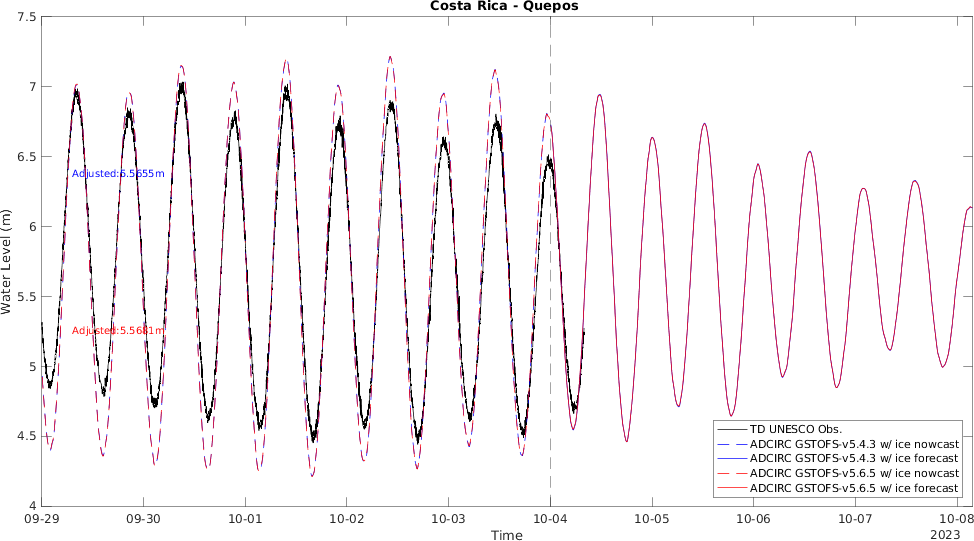 Costa Rica - Quepos
7.5
7
6.5
6
5.5
5
4.5
4
Water Level (m)
Adjusted:6.5655m
Adjusted:5.5681m
TD UNESCO Obs.
ADCIRC GSTOFS-v5.4.3 w/ ice nowcast
ADCIRC GSTOFS-v5.4.3 w/ ice forecast
ADCIRC GSTOFS-v5.6.5 w/ ice nowcast
ADCIRC GSTOFS-v5.6.5 w/ ice forecast
09-29 09-30 10-01 10-02 10-03 10-04 10-05 10-06 10-07 10-08
Time 2023